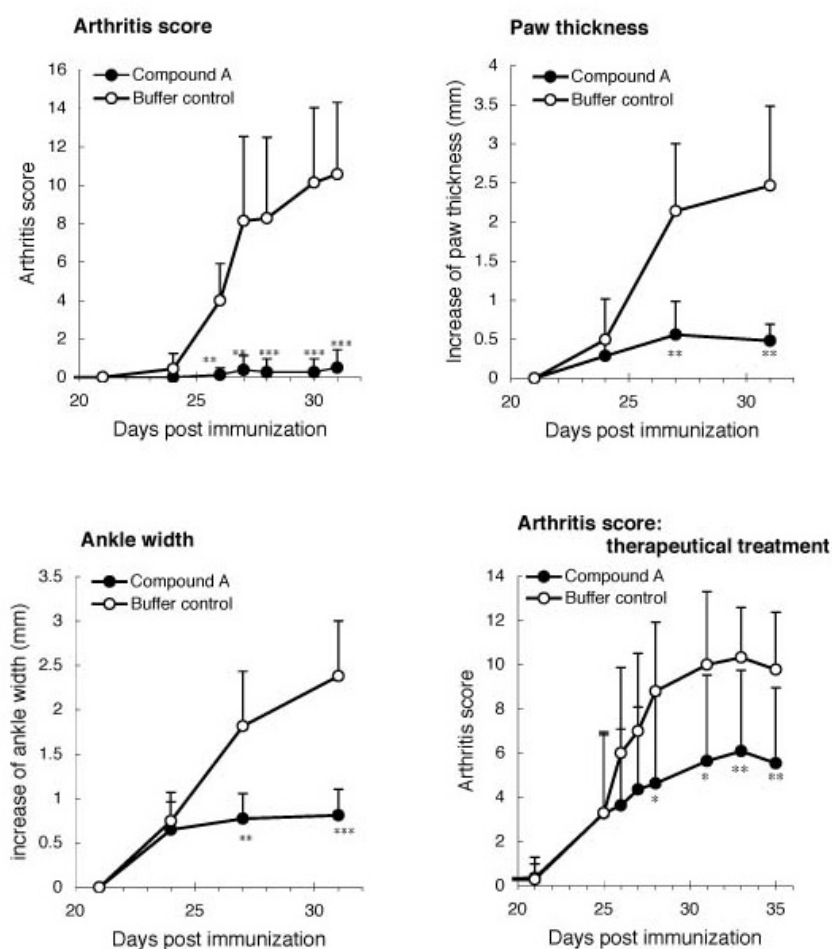 Arthritis score
16
14
12
10
8
6
4
2
0
Arthritis score
Compound A
Buffer control
**
**
***
***
***
20
25
30
Days post immunization
Paw thickness
4
3.5
3
2.5
2
1.5
1
0.5
0
Increase of paw thickness (mm)
Compound A
Buffer control
**
**
20
25
30
Days post immunization
Ankle width
3.5
3
2.5
2
1.5
1
0.5
0
increase of ankle width (mm)
Compound A
Buffer control
**
***
20
25
30
Days post immunization
Arthritis score:
therapeutical treatment
14
12
10
8
6
4
2
0
Arthritis score
Compound A
Buffer control
*
*
**
**
20
25
30
35
Days post immunization